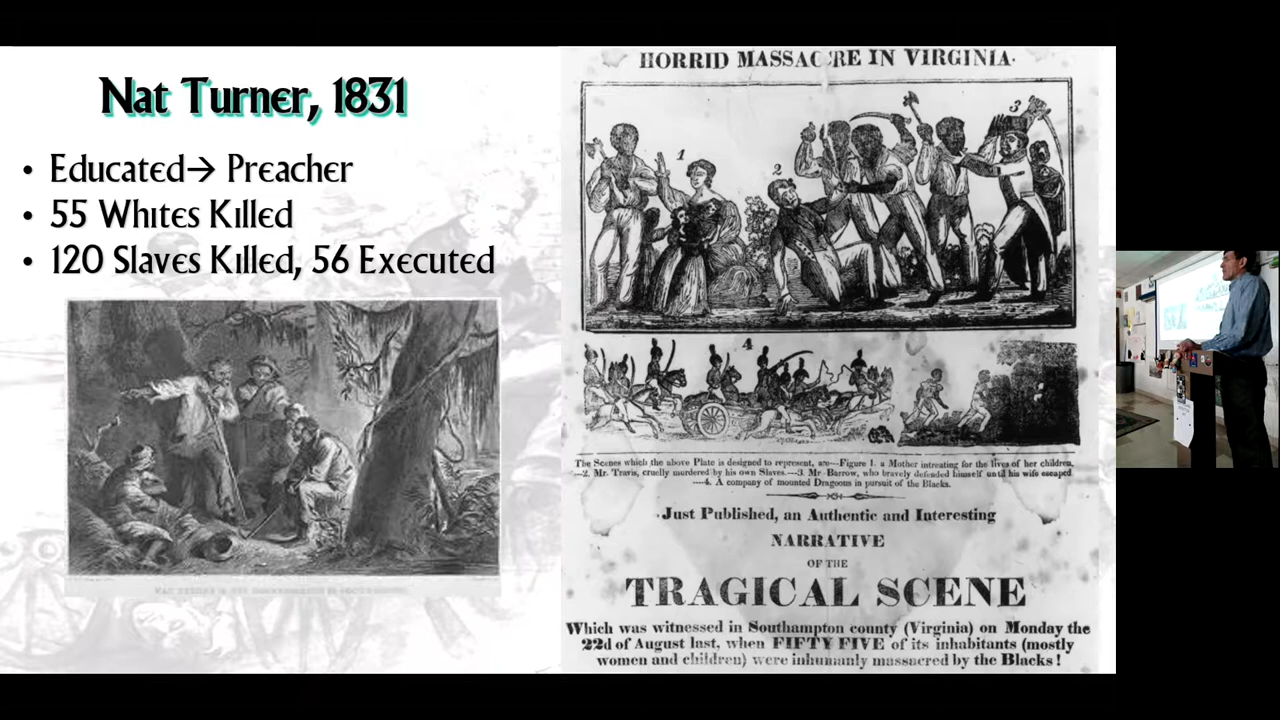 Nat Turner, 1831
• Educated→ Preacher
• 55 Whites Killed
• 120 Slaves Killed, 56 Executed
HORRID MASSACRE IN VIRGINIA.
1
2
3
4
The Scenes which the above Plate is designed to represent, are—Figure 1. a Mother intreating for the lives of her children.
—2. Mr. Travis, cruelly murdered by his own Slaves.—3. Mr. Barrow, who bravely defended himself until his wife escaped.
—4. A company of mounted Dragoons in pursuit of the Blacks.
Just Published, an Authentic and Interesting
NARRATIVE
OF THE
TRAGICAL SCENE
Which was witnessed in Southampton county (Virginia) on Monday the
22d of August last, when FIFTY FIVE of its inhabitants (mostly
women and children) were inhumanly massacred by the Blacks!